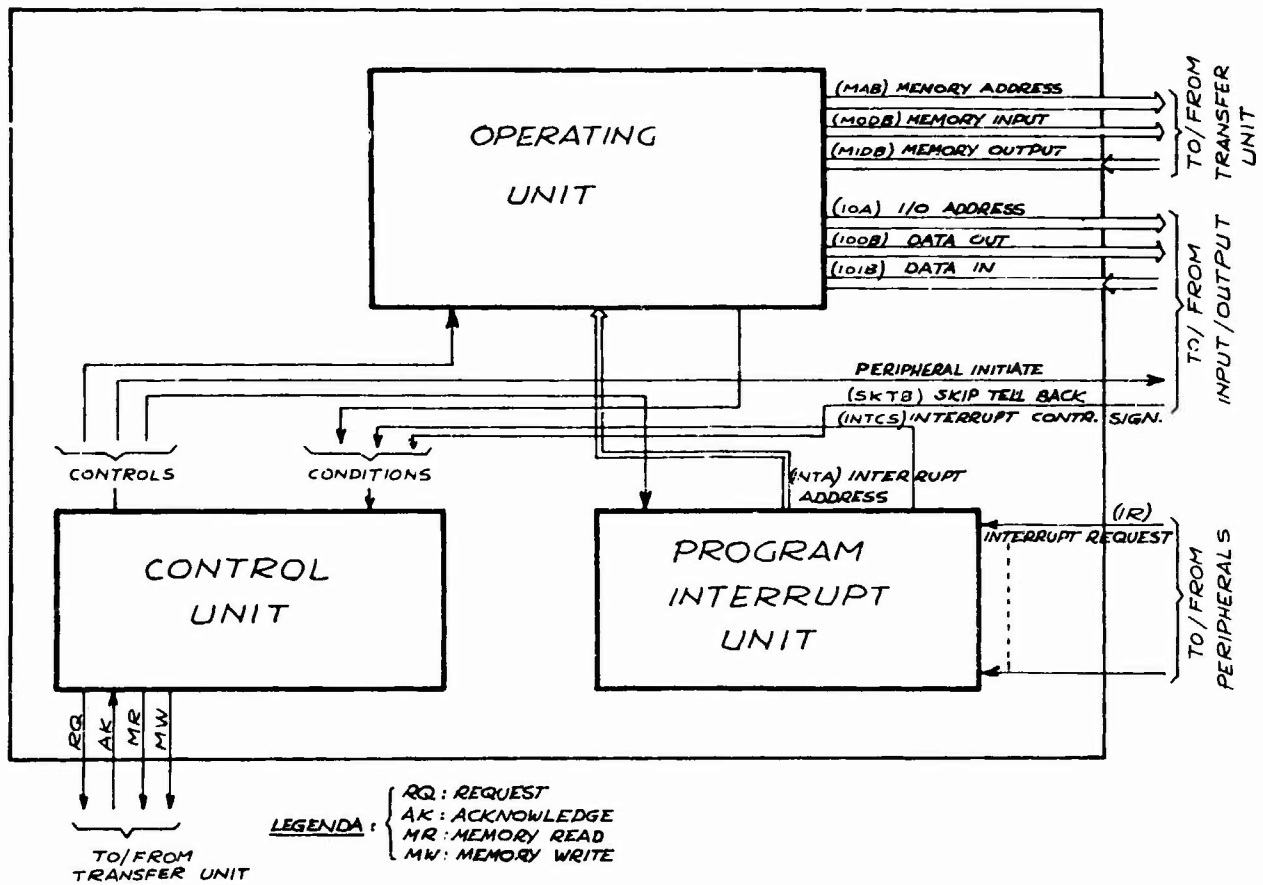 OPERATING
UNIT
(MAB) MEMORY ADDRESS
(MODB) MEMORY INPUT
(MIDB) MEMORY OUTPUT
TO/FROM
TRANSFER
UNIT
(IOA) I/O ADDRESS
(IODB) DATA OUT
(IDIB) DATA IN
PERIPHERAL INITIATE
(SKTB) SKIP TELL BACK
TO/FROM
INPUT/OUTPUT
(INTCS) INTERRUPT CONTR. SIGN.
CONTROLS
CONDITIONS
(INTA) INTERRUPT
ADDRESS
CONTROL
UNIT
PROGRAM
INTERRUPT
UNIT
(IR)
INTERRUPT REQUEST
TO/FROM
PERIPHERALS
RQ
AK
MR
MW
TO/FROM
TRANSFER UNIT
LEGENDA:
RQ: REQUEST
AK: ACKNOWLEDGE
MR: MEMORY READ
MW: MEMORY WRITE